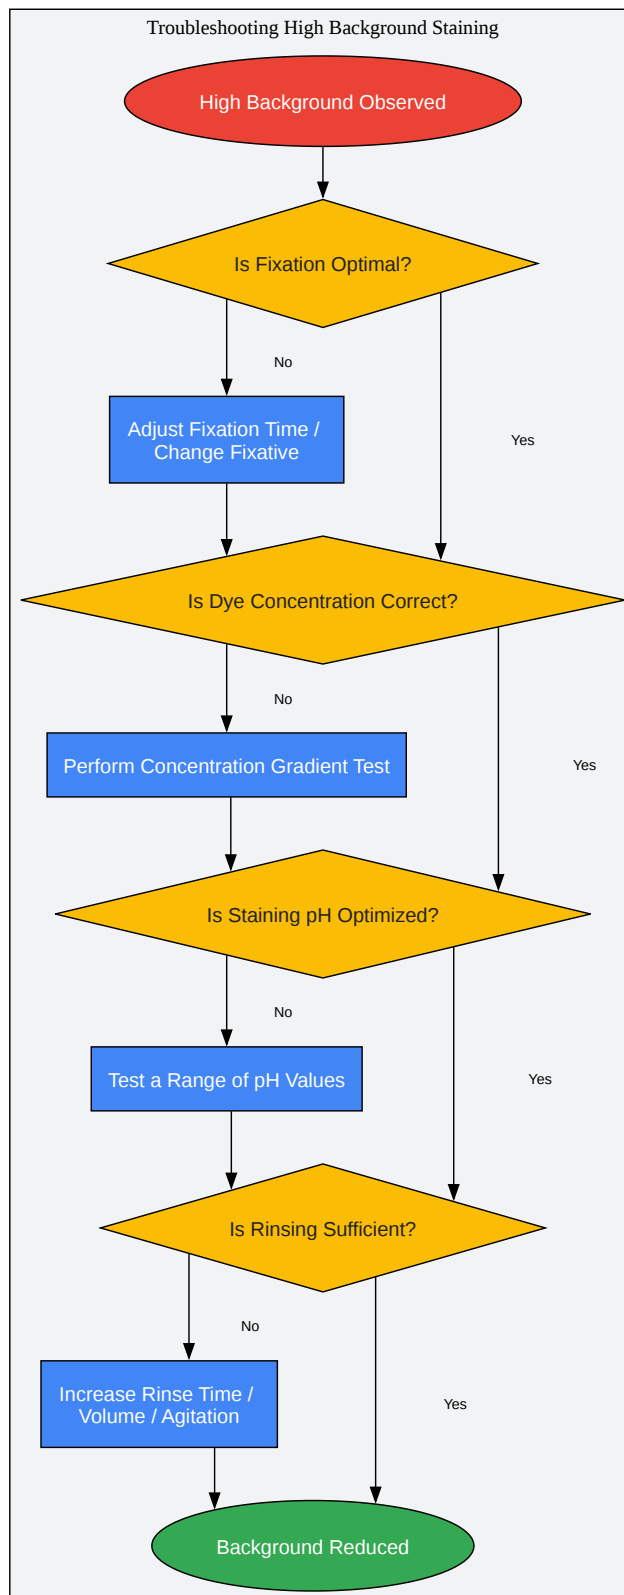 Troubleshooting High Background Staining
High Background Observed
Is Fixation Optimal?
No
Adjust Fixation Time /
Change Fixative
Yes
Is Dye Concentration Correct?
No
Perform Concentration Gradient Test
Yes
Is Staining pH Optimized?
No
Test a Range of pH Values
Yes
Is Rinsing Sufficient?
No
Increase Rinse Time /
Volume / Agitation
Yes
Background Reduced